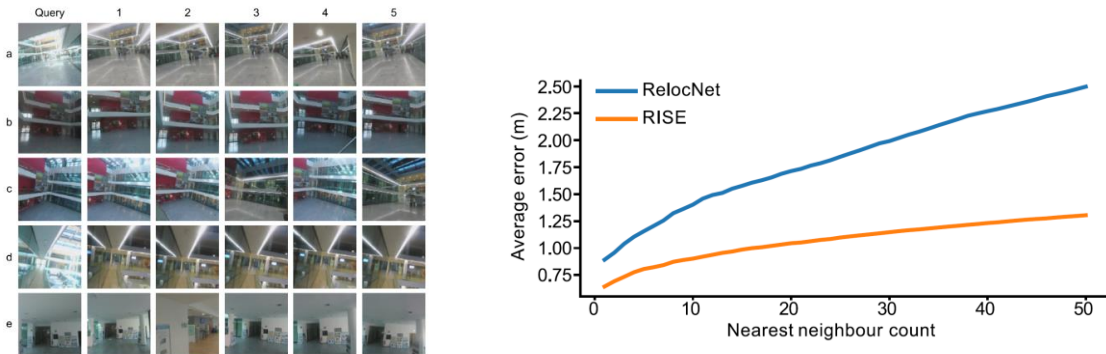 Query 1 2 3 4 5
a
b
c
d
e
RelocNet
RISE
Average error (m)
2.50
2.25
2.00
1.75
1.50
1.25
1.00
0.75
0 10 20 30 40 50
Nearest neighbour count